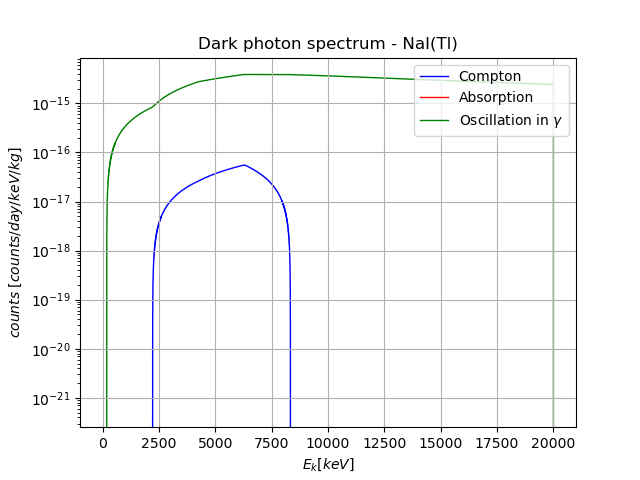 Dark photon spectrum - NaI(Tl)
Compton
Absorption
Oscillation in γ
counts [counts/day/keV/kg]
10⁻¹⁵
10⁻¹⁶
10⁻¹⁷
10⁻¹⁸
10⁻¹⁹
10⁻²⁰
10⁻²¹
0 2500 5000 7500 10000 12500 15000 17500 20000
E_k[keV]